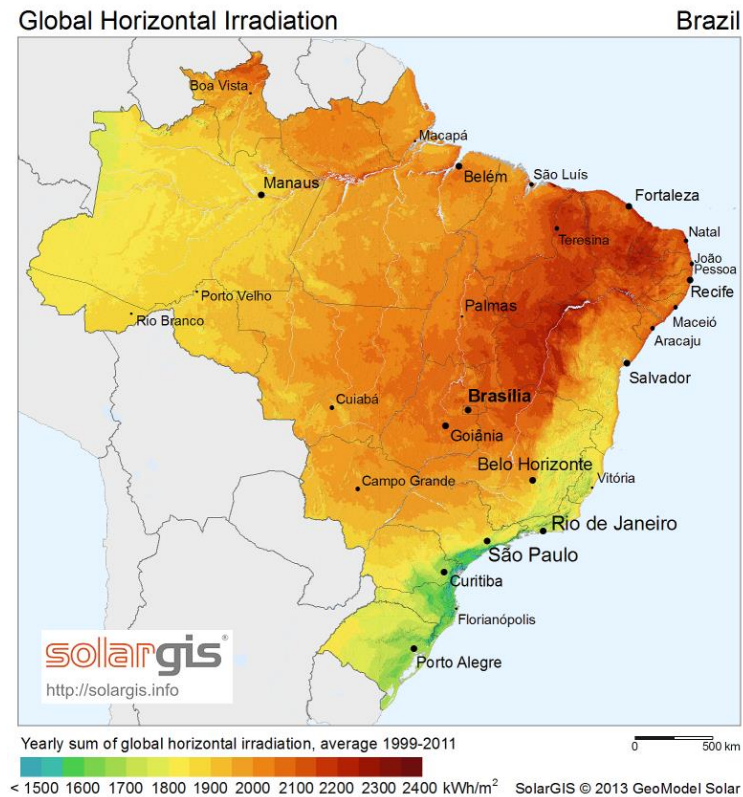 Global Horizontal Irradiation
Brazil
Boa Vista
Macapá
Belém
São Luís
Manaus
Fortaleza
Teresina
Natal
João
Pessoa
Recife
Porto Velho
Palmas
Rio Branco
Maceió
Aracaju
Salvador
Cuiabá
Brasília
Goiânia
Belo Horizonte
Campo Grande
Vitória
Rio de Janeiro
São Paulo
Curitiba
Florianópolis
Porto Alegre
solargis®
http://solargis.info
Yearly sum of global horizontal irradiation, average 1999-2011
0 500 km
< 1500 1600 1700 1800 1900 2000 2100 2200 2300 2400 kWh/m²
SolarGIS © 2013 GeoModel Solar